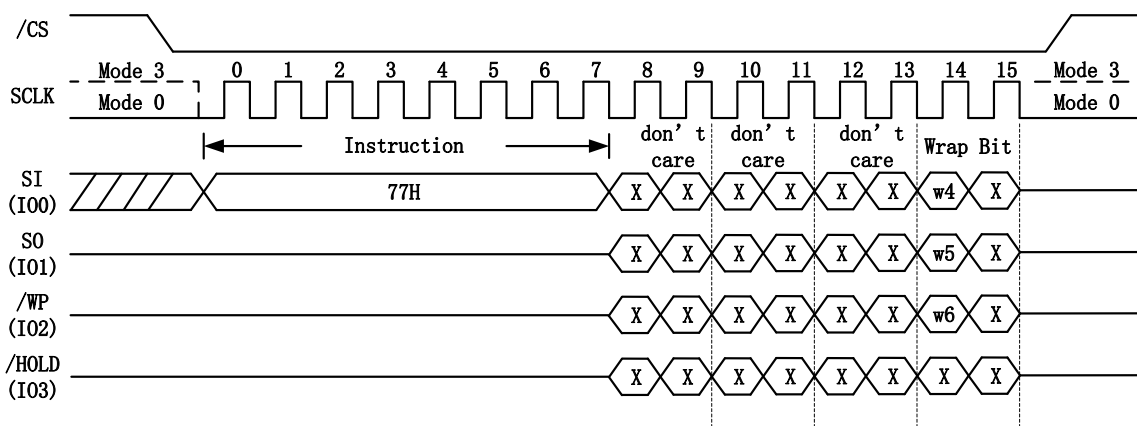 /CS
Mode 3 0 1 2 3 4 5 6 7 8 9 10 11 12 13 14 15 Mode 3
SCLK
Mode 0 Mode 0
Instruction don't care don't care don't care Wrap Bit
SI
(IO0)
77H X X X X X X w4 X
SO
(IO1)
X X X X X X w5 X
/WP
(IO2)
X X X X X X w6 X
/HOLD
(IO3)
X X X X X X X X